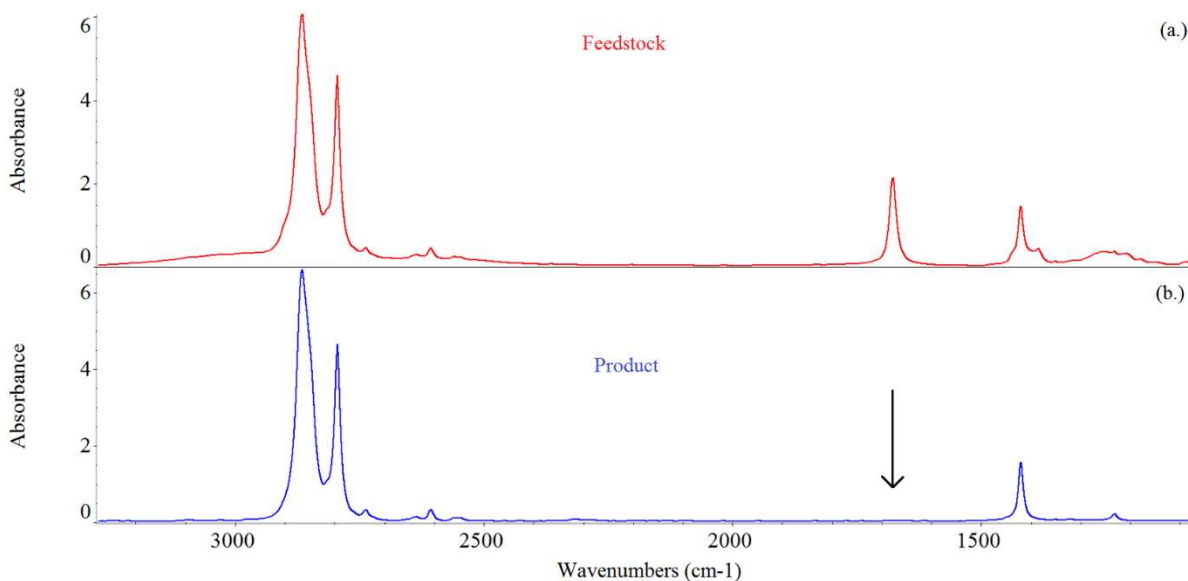 6
(a.)
Feedstock
Absorbance
4
2
0
6
(b.)
Product
Absorbance
4
2
0
3000 2500 2000 1500
Wavenumbers (cm-1)